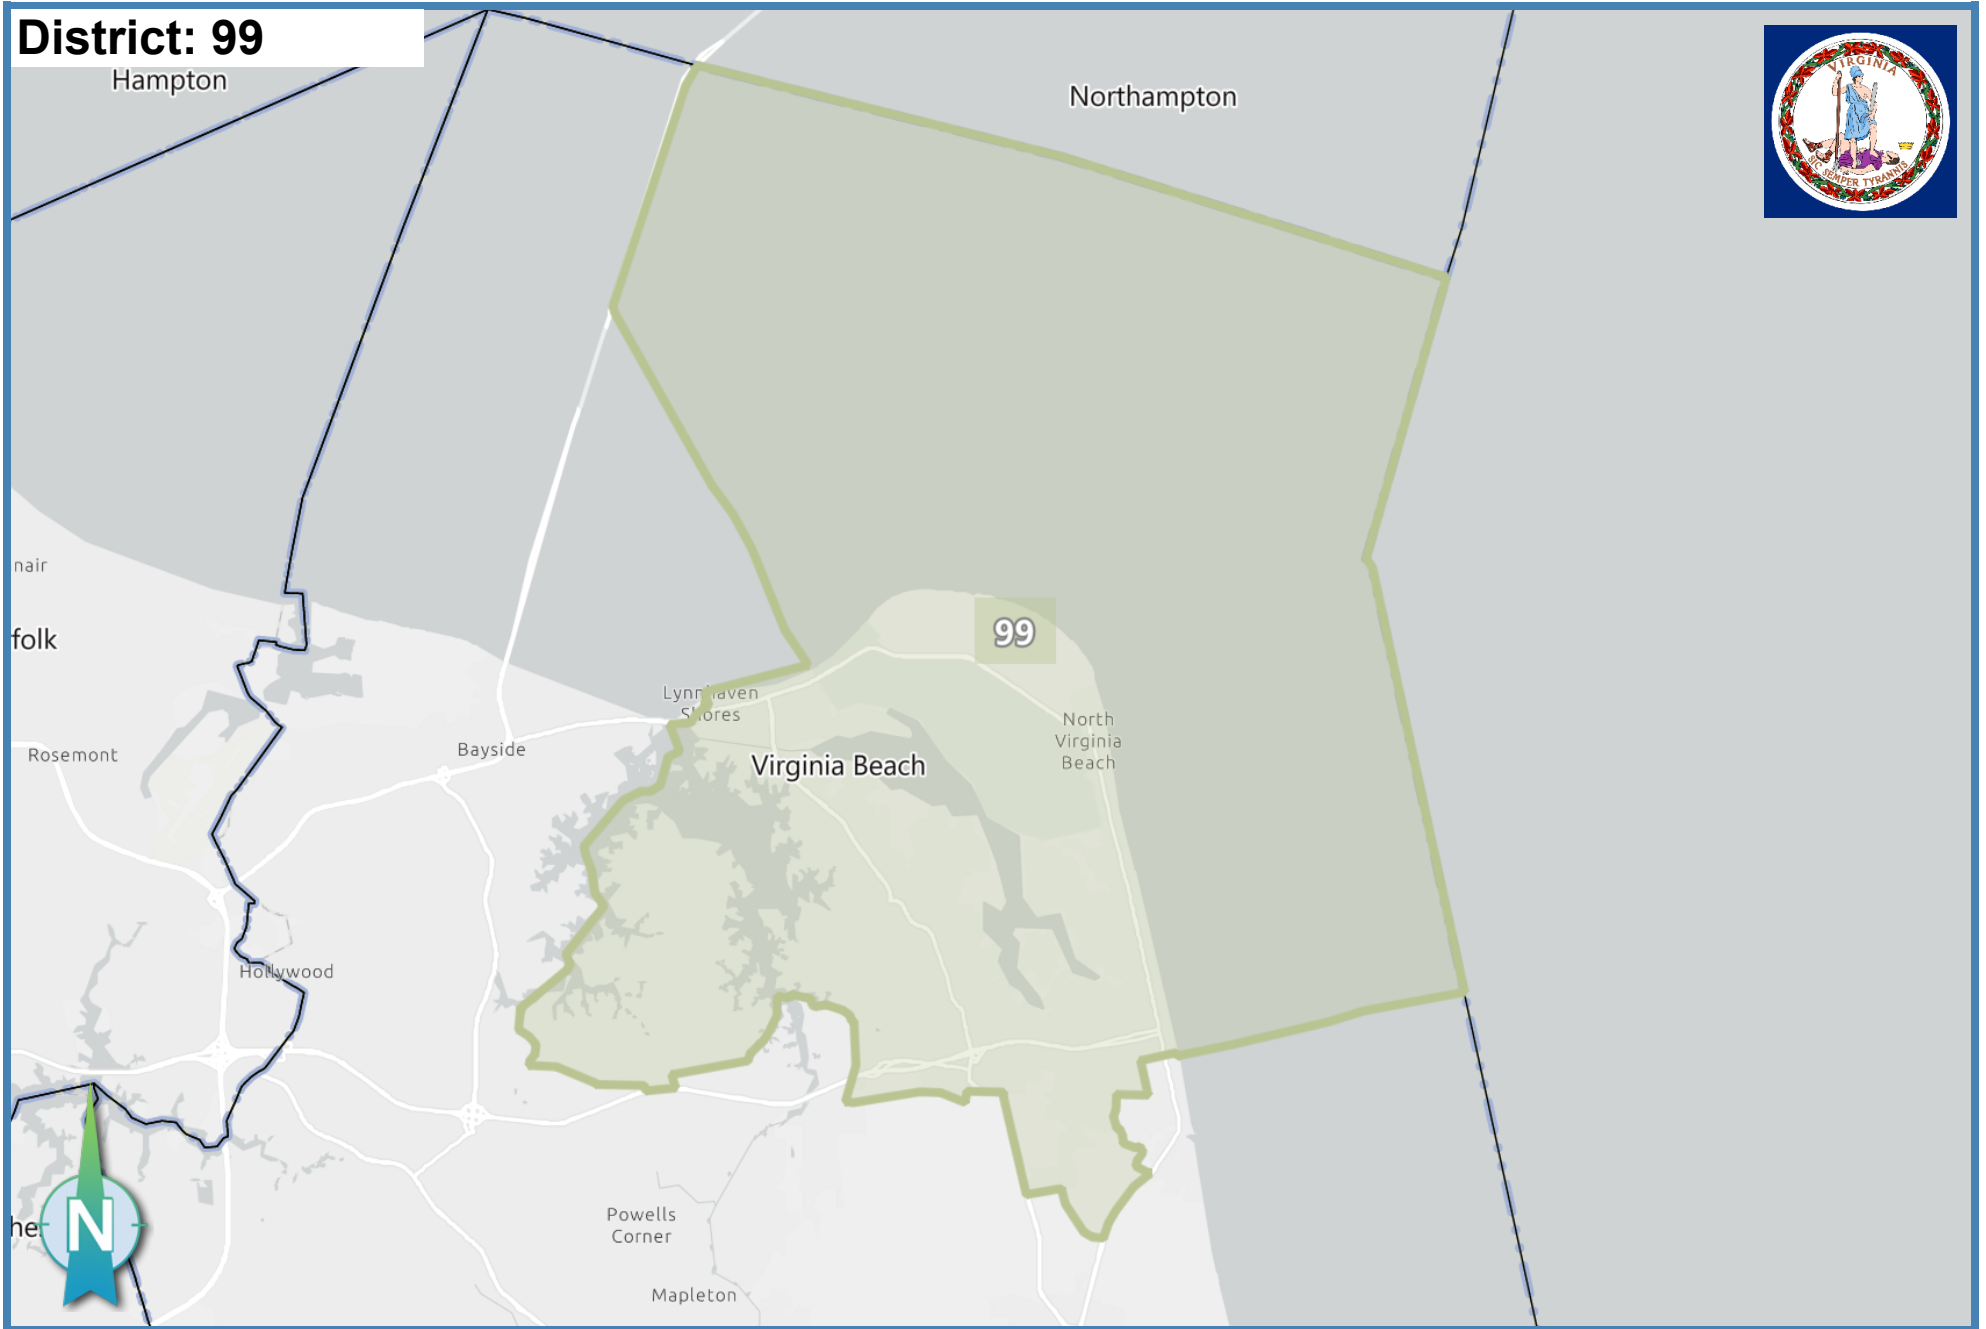 District: 99
Hampton
Northampton
VIRGINIA
SIC SEMPER TYRANNIS
nair
folk
99
Lynnhaven
Shores
North
Virginia
Beach
Rosemont
Bayside
Virginia Beach
Hollywood
Powells
Corner
he
N
Mapleton